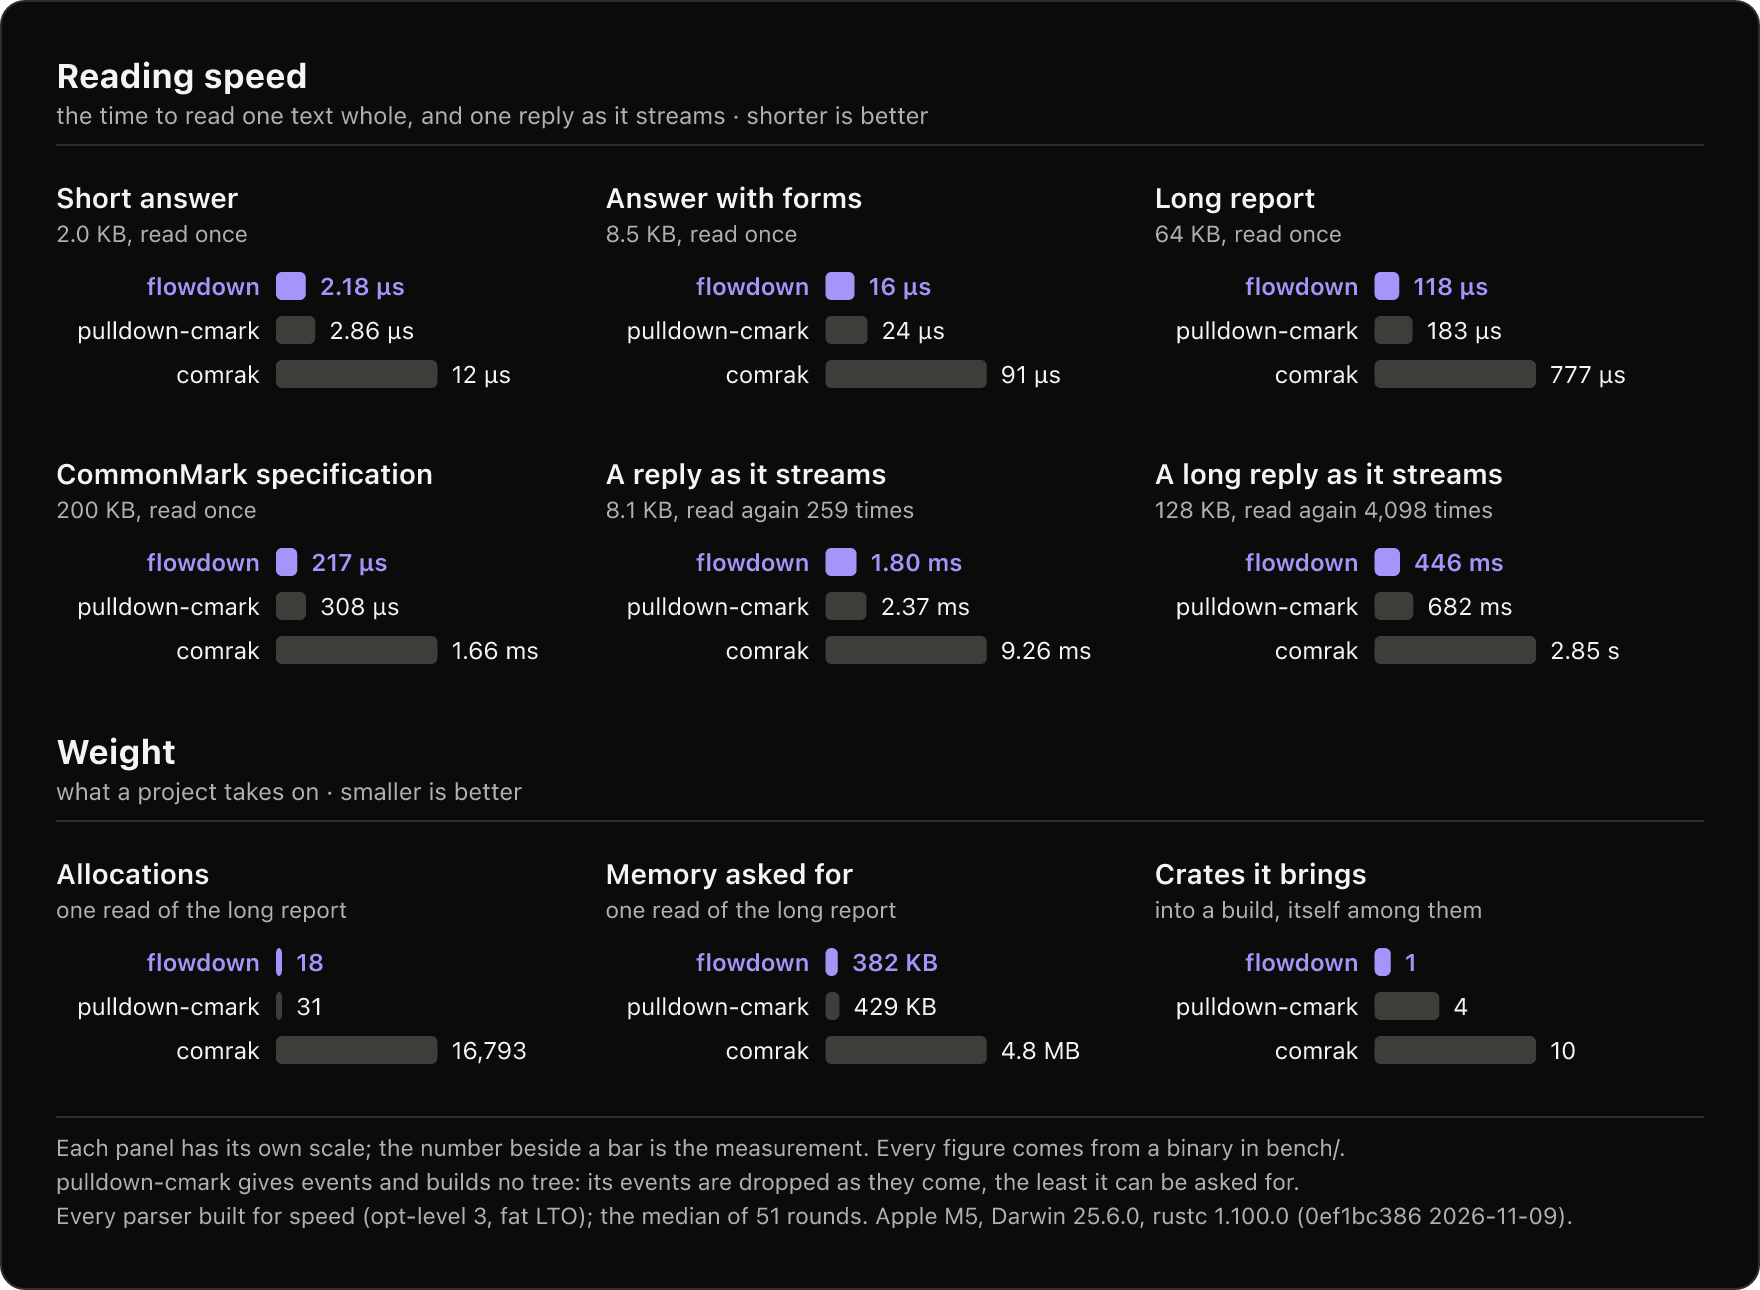 Reading speed
the time to read one text whole, and one reply as it streams · shorter is better
Short answer
2.0 KB, read once
flowdown 2.18 µs
pulldown-cmark 2.86 µs
comrak 12 µs
Answer with forms
8.5 KB, read once
flowdown 16 µs
pulldown-cmark 24 µs
comrak 91 µs
Long report
64 KB, read once
flowdown 118 µs
pulldown-cmark 183 µs
comrak 777 µs
CommonMark specification
200 KB, read once
flowdown 217 µs
pulldown-cmark 308 µs
comrak 1.66 ms
A reply as it streams
8.1 KB, read again 259 times
flowdown 1.80 ms
pulldown-cmark 2.37 ms
comrak 9.26 ms
A long reply as it streams
128 KB, read again 4,098 times
flowdown 446 ms
pulldown-cmark 682 ms
comrak 2.85 s
Weight
what a project takes on · smaller is better
Allocations
one read of the long report
flowdown 18
pulldown-cmark 31
comrak 16,793
Memory asked for
one read of the long report
flowdown 382 KB
pulldown-cmark 429 KB
comrak 4.8 MB
Crates it brings
into a build, itself among them
flowdown 1
pulldown-cmark 4
comrak 10
Each panel has its own scale; the number beside a bar is the measurement. Every figure comes from a binary in bench/.
pulldown-cmark gives events and builds no tree: its events are dropped as they come, the least it can be asked for.
Every parser built for speed (opt-level 3, fat LTO); the median of 51 rounds. Apple M5, Darwin 25.6.0, rustc 1.100.0 (0ef1bc386 2026-11-09).